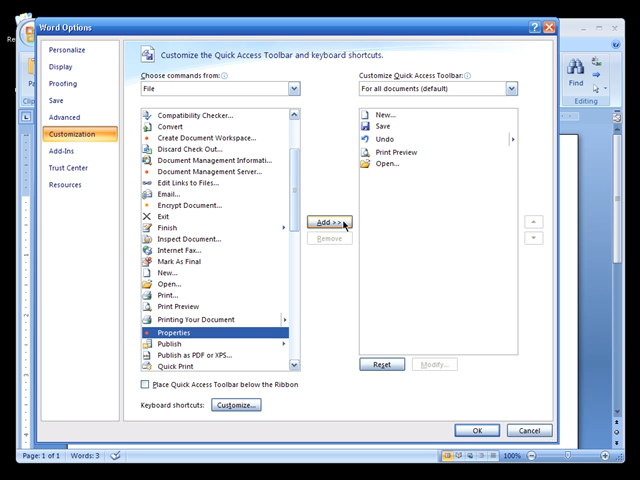 Re
Word Options
Personalize
Display
Proofing
Save
Advanced
Customization
Add-Ins
Trust Center
Resources
Customize the Quick Access Toolbar and keyboard shortcuts.
Choose commands from:
File
Compatibility Checker...
Convert
Create Document Workspace...
Discard Check Out...
Document Management Informati...
Document Management Server...
Edit Links to Files...
Email...
Encrypt Document...
Exit
Finish
Inspect Document...
Internet Fax...
Mark As Final
New...
Open...
Print...
Print Preview
Printing Your Document
Properties
Publish
Publish as PDF or XPS...
Quick Print
Add >>
Remove
Customize Quick Access Toolbar:
For all documents (default)
New...
Save
Undo
Print Preview
Open...
Reset
Modify...
Place Quick Access Toolbar below the Ribbon
Keyboard shortcuts:
Customize...
OK
Cancel
Pa
Clip
Find
Editing
Page: 1 of 1
Words: 3
100%